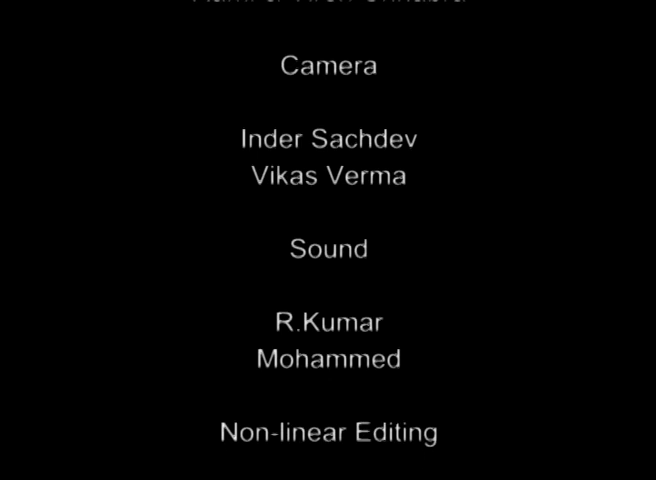 Camera
Inder Sachdev
Vikas Verma
Sound
R.Kumar
Mohammed
Non-linear Editing